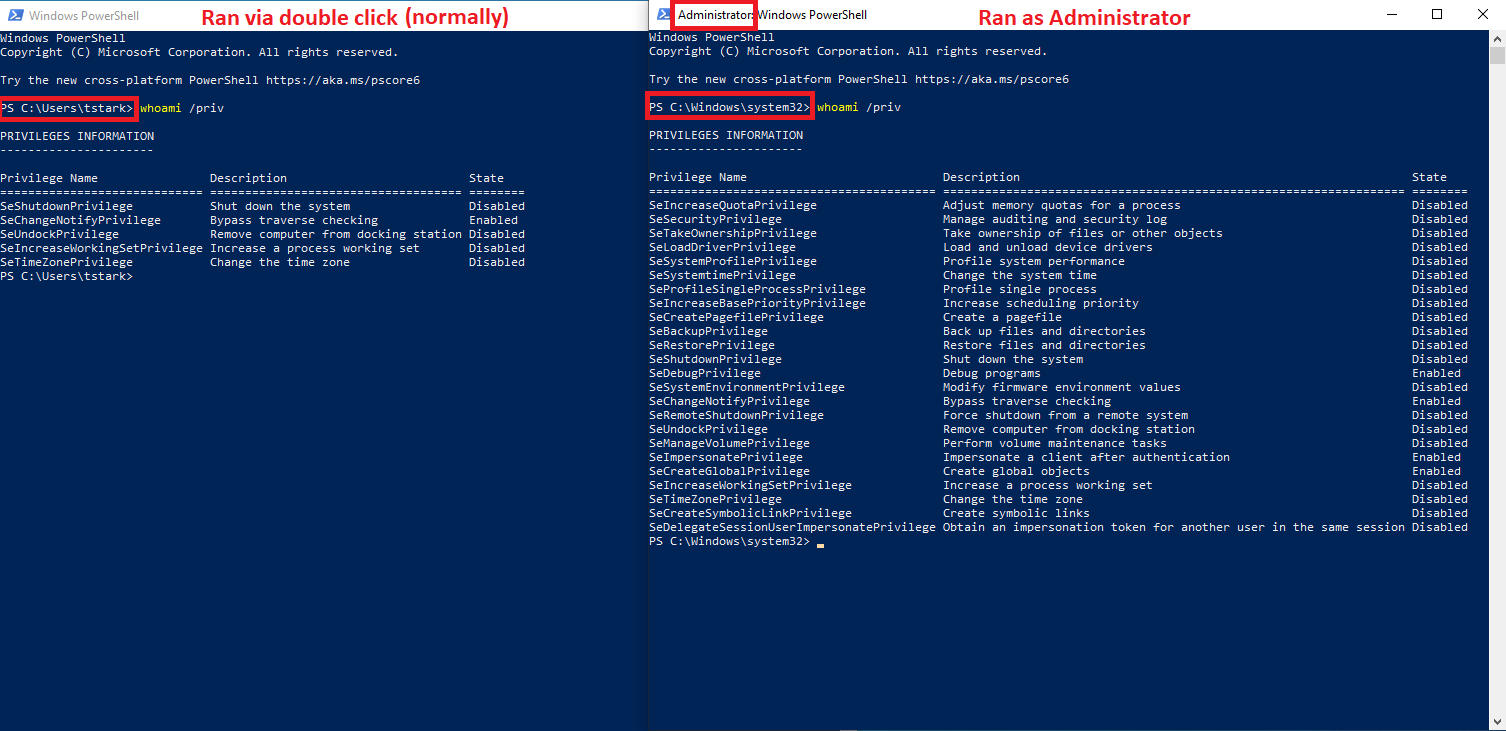 Windows PowerShell
Ran via double click (normally)
Windows PowerShell
Copyright (C) Microsoft Corporation. All rights reserved.
Try the new cross-platform PowerShell https://aka.ms/pscore6
PS C:\Users\tstark> whoami /priv
PRIVILEGES INFORMATION
----------------------
Privilege Name                Description                          State
============================= ==================================== ========
SeShutdownPrivilege           Shut down the system                 Disabled
SeChangeNotifyPrivilege       Bypass traverse checking             Enabled
SeUndockPrivilege             Remove computer from docking station Disabled
SeIncreaseWorkingSetPrivilege Increase a process working set       Disabled
SeTimeZonePrivilege           Change the time zone                 Disabled
PS C:\Users\tstark>
Administrator: Windows PowerShell
Ran as Administrator
Windows PowerShell
Copyright (C) Microsoft Corporation. All rights reserved.
Try the new cross-platform PowerShell https://aka.ms/pscore6
PS C:\Windows\system32> whoami /priv
PRIVILEGES INFORMATION
----------------------
Privilege Name                            Description                                                        State
========================================= ================================================================== ========
SeIncreaseQuotaPrivilege                  Adjust memory quotas for a process                                 Disabled
SeSecurityPrivilege                       Manage auditing and security log                                   Disabled
SeTakeOwnershipPrivilege                  Take ownership of files or other objects                           Disabled
SeLoadDriverPrivilege                     Load and unload device drivers                                     Disabled
SeSystemProfilePrivilege                  Profile system performance                                         Disabled
SeSystemtimePrivilege                     Change the system time                                             Disabled
SeProfileSingleProcessPrivilege           Profile single process                                             Disabled
SeIncreaseBasePriorityPrivilege           Increase scheduling priority                                       Disabled
SeCreatePagefilePrivilege                 Create a pagefile                                                  Disabled
SeBackupPrivilege                         Back up files and directories                                      Disabled
SeRestorePrivilege                        Restore files and directories                                      Disabled
SeShutdownPrivilege                       Shut down the system                                               Disabled
SeDebugPrivilege                          Debug programs                                                     Enabled
SeSystemEnvironmentPrivilege              Modify firmware environment values                                 Disabled
SeChangeNotifyPrivilege                   Bypass traverse checking                                           Enabled
SeRemoteShutdownPrivilege                 Force shutdown from a remote system                                Disabled
SeUndockPrivilege                         Remove computer from docking station                               Disabled
SeManageVolumePrivilege                   Perform volume maintenance tasks                                   Disabled
SeImpersonatePrivilege                    Impersonate a client after authentication                          Enabled
SeCreateGlobalPrivilege                   Create global objects                                              Enabled
SeIncreaseWorkingSetPrivilege             Increase a process working set                                     Disabled
SeTimeZonePrivilege                       Change the time zone                                               Disabled
SeCreateSymbolicLinkPrivilege             Create symbolic links                                              Disabled
SeDelegateSessionUserImpersonatePrivilege Obtain an impersonation token for another user in the same session Disabled
PS C:\Windows\system32>